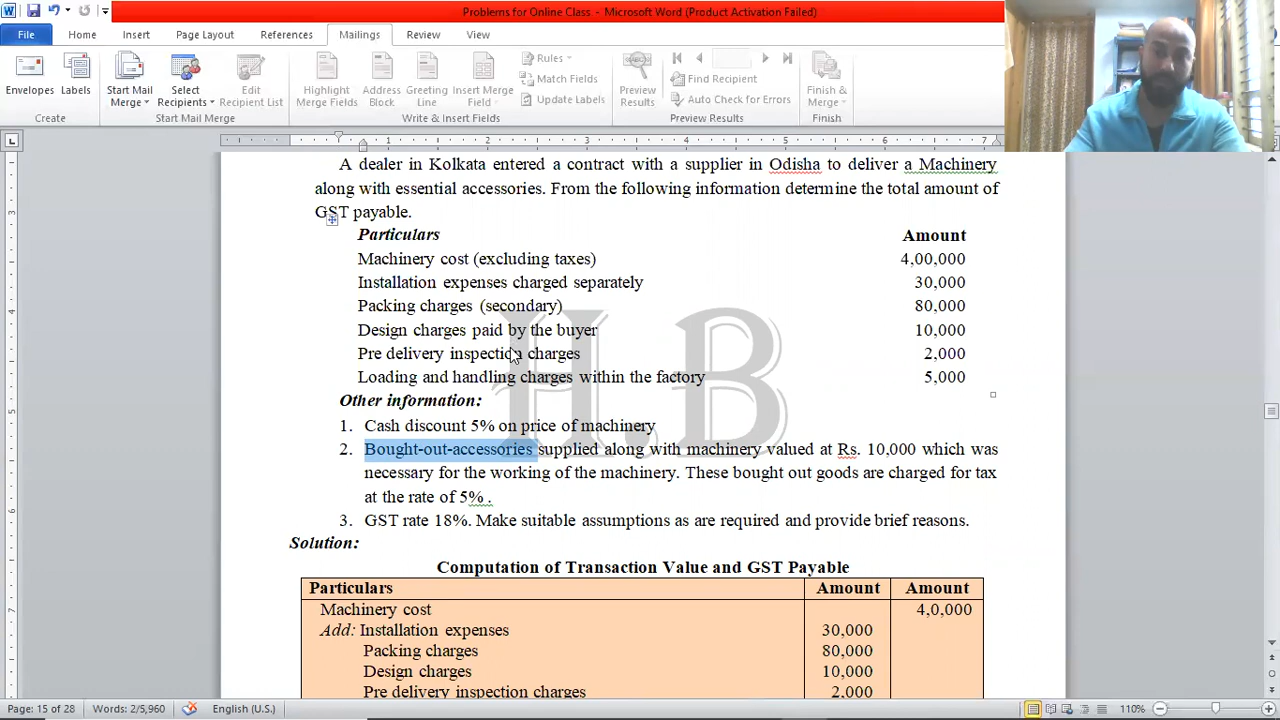 Problems for Online Class - Microsoft Word (Product Activation Failed)
File Home Insert Page Layout References Mailings Review View
Envelopes Labels Start Mail Merge Select Recipients Edit Recipient List Highlight Merge Fields Address Block Greeting Line Insert Merge Field Rules Match Fields Update Labels Preview Results Find Recipient Auto Check for Errors Finish & Merge
Create Start Mail Merge Write & Insert Fields Preview Results Finish
1 2 3 4 5 6 7
A dealer in Kolkata entered a contract with a supplier in Odisha to deliver a Machinery
along with essential accessories. From the following information determine the total amount of
GST payable.
Particulars Amount
Machinery cost (excluding taxes) 4,00,000
Installation expenses charged separately 30,000
Packing charges (secondary) 80,000
Design charges paid by the buyer 10,000
Pre delivery inspection charges 2,000
Loading and handling charges within the factory 5,000
Other information:
1. Cash discount 5% on price of machinery
2. Bought-out-accessories supplied along with machinery valued at Rs. 10,000 which was
necessary for the working of the machinery. These bought out goods are charged for tax
at the rate of 5% .
3. GST rate 18%. Make suitable assumptions as are required and provide brief reasons.
Solution:
Computation of Transaction Value and GST Payable
Particulars Amount Amount
Machinery cost 4,0,000
Add: Installation expenses 30,000
Packing charges 80,000
Design charges 10,000
Pre delivery inspection charges 2,000
H.B
Page: 15 of 28 Words: 2/5,960 English (U.S.) 110%